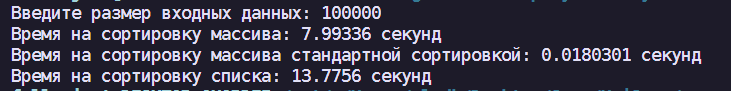 Введите размер входных данных: 100000
Время на сортировку массива: 7.99336 секунд
Время на сортировку массива стандартной сортировкой: 0.0180301 секунд
Время на сортировку списка: 13.7756 секунд